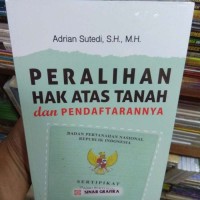 Adrian Sutedi, S.H., M.H.
PERALIHAN
HAK ATAS TANAH
dan PENDAFTARANNYA
BADAN PERTANAHAN NASIONAL
REPUBLIK INDONESIA
SERTIPIKAT
SINAR GRAFIKA